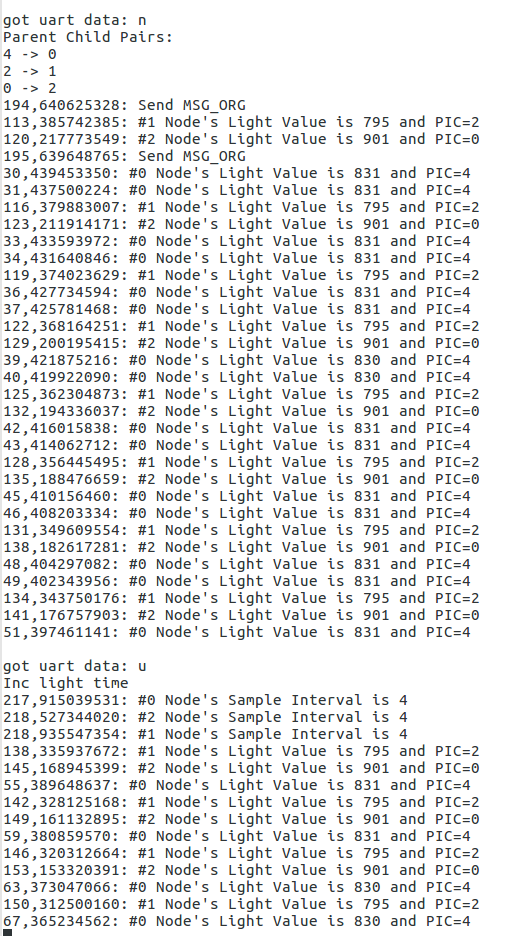 got uart data: n
Parent Child Pairs:
4 -> 0
2 -> 1
0 -> 2
194,640625328: Send MSG_ORG
113,385742385: #1 Node's Light Value is 795 and PIC=2
120,217773549: #2 Node's Light Value is 901 and PIC=0
195,639648765: Send MSG_ORG
30,439453350: #0 Node's Light Value is 831 and PIC=4
31,437500224: #0 Node's Light Value is 831 and PIC=4
116,379883007: #1 Node's Light Value is 795 and PIC=2
123,211914171: #2 Node's Light Value is 901 and PIC=0
33,433593972: #0 Node's Light Value is 831 and PIC=4
34,431640846: #0 Node's Light Value is 831 and PIC=4
119,374023629: #1 Node's Light Value is 795 and PIC=2
36,427734594: #0 Node's Light Value is 831 and PIC=4
37,425781468: #0 Node's Light Value is 831 and PIC=4
122,368164251: #1 Node's Light Value is 795 and PIC=2
129,200195415: #2 Node's Light Value is 901 and PIC=0
39,421875216: #0 Node's Light Value is 830 and PIC=4
40,419922090: #0 Node's Light Value is 830 and PIC=4
125,362304873: #1 Node's Light Value is 795 and PIC=2
132,194336037: #2 Node's Light Value is 901 and PIC=0
42,416015838: #0 Node's Light Value is 831 and PIC=4
43,414062712: #0 Node's Light Value is 831 and PIC=4
128,356445495: #1 Node's Light Value is 795 and PIC=2
135,188476659: #2 Node's Light Value is 901 and PIC=0
45,410156460: #0 Node's Light Value is 831 and PIC=4
46,408203334: #0 Node's Light Value is 831 and PIC=4
131,349609554: #1 Node's Light Value is 795 and PIC=2
138,182617281: #2 Node's Light Value is 901 and PIC=0
48,404297082: #0 Node's Light Value is 831 and PIC=4
49,402343956: #0 Node's Light Value is 831 and PIC=4
134,343750176: #1 Node's Light Value is 795 and PIC=2
141,176757903: #2 Node's Light Value is 901 and PIC=0
51,397461141: #0 Node's Light Value is 831 and PIC=4
got uart data: u
Inc light time
217,915039531: #0 Node's Sample Interval is 4
218,527344020: #2 Node's Sample Interval is 4
218,935547354: #1 Node's Sample Interval is 4
138,335937672: #1 Node's Light Value is 795 and PIC=2
145,168945399: #2 Node's Light Value is 901 and PIC=0
55,389648637: #0 Node's Light Value is 831 and PIC=4
142,328125168: #1 Node's Light Value is 795 and PIC=2
149,161132895: #2 Node's Light Value is 901 and PIC=0
59,380859570: #0 Node's Light Value is 831 and PIC=4
146,320312664: #1 Node's Light Value is 795 and PIC=2
153,153320391: #2 Node's Light Value is 901 and PIC=0
63,373047066: #0 Node's Light Value is 830 and PIC=4
150,312500160: #1 Node's Light Value is 795 and PIC=2
67,365234562: #0 Node's Light Value is 830 and PIC=4